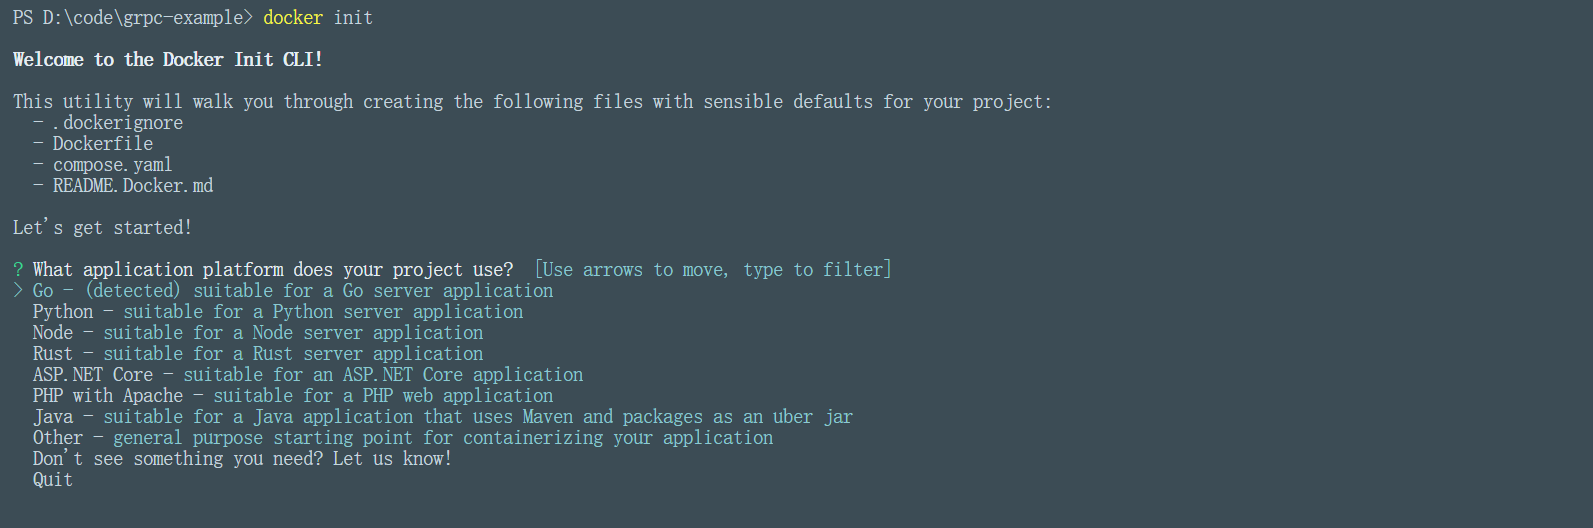 PS D:\code\grpc-example> docker init
Welcome to the Docker Init CLI!
This utility will walk you through creating the following files with sensible defaults for your project:
  - .dockerignore
  - Dockerfile
  - compose.yaml
  - README.Docker.md
Let's get started!
? What application platform does your project use?  [Use arrows to move, type to filter]
> Go - (detected) suitable for a Go server application
  Python - suitable for a Python server application
  Node - suitable for a Node server application
  Rust - suitable for a Rust server application
  ASP.NET Core - suitable for an ASP.NET Core application
  PHP with Apache - suitable for a PHP web application
  Java - suitable for a Java application that uses Maven and packages as an uber jar
  Other - general purpose starting point for containerizing your application
  Don't see something you need? Let us know!
  Quit